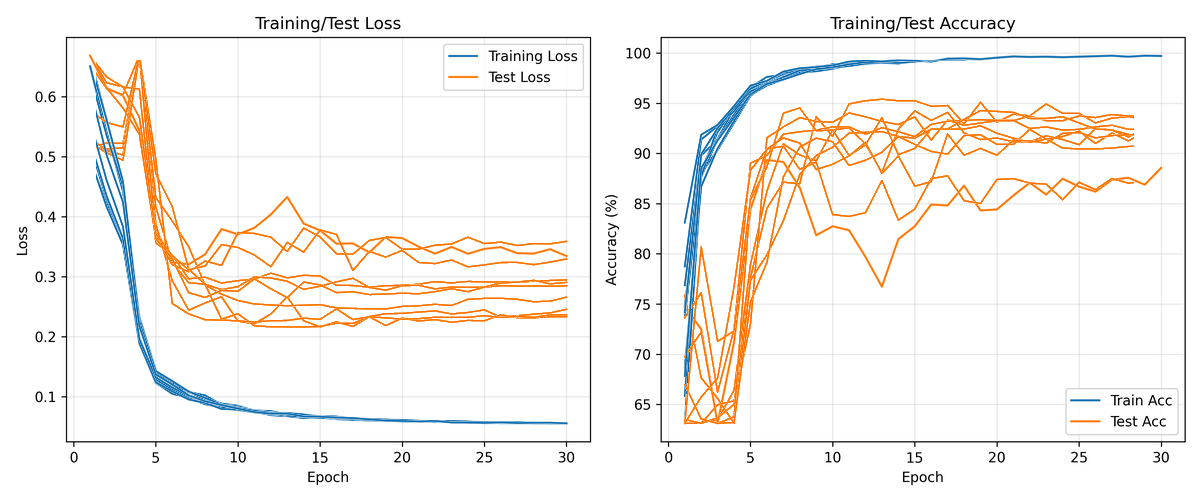 Training/Test Loss
Training Loss
Test Loss
Loss
0.6
0.5
0.4
0.3
0.2
0.1
0 5 10 15 20 25 30
Epoch
Training/Test Accuracy
Accuracy (%)
100
95
90
85
80
75
70
65
Train Acc
Test Acc
0 5 10 15 20 25 30
Epoch